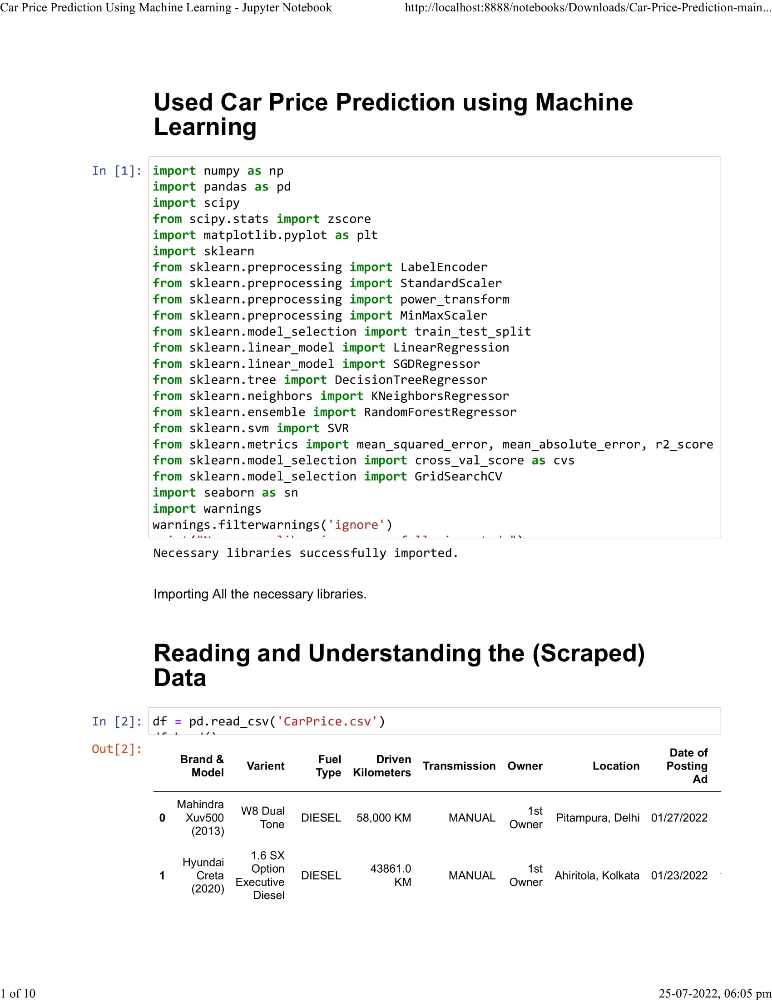 Car Price Prediction Using Machine Learning - Jupyter Notebook
http://localhost:8888/notebooks/Downloads/Car-Price-Prediction-main...
Used Car Price Prediction using Machine
Learning
In [1]:
import numpy as np
import pandas as pd
import scipy
from scipy.stats import zscore
import matplotlib.pyplot as plt
import sklearn
from sklearn.preprocessing import LabelEncoder
from sklearn.preprocessing import StandardScaler
from sklearn.preprocessing import power_transform
from sklearn.preprocessing import MinMaxScaler
from sklearn.model_selection import train_test_split
from sklearn.linear_model import LinearRegression
from sklearn.linear_model import SGDRegressor
from sklearn.tree import DecisionTreeRegressor
from sklearn.neighbors import KNeighborsRegressor
from sklearn.ensemble import RandomForestRegressor
from sklearn.svm import SVR
from sklearn.metrics import mean_squared_error, mean_absolute_error, r2_score
from sklearn.model_selection import cross_val_score as cvs
from sklearn.model_selection import GridSearchCV
import seaborn as sn
import warnings
warnings.filterwarnings('ignore')
Necessary libraries successfully imported.
Importing All the necessary libraries.
Reading and Understanding the (Scraped)
Data
In [2]:
df = pd.read_csv('CarPrice.csv')
Out[2]:
Brand & Model Varient Fuel Type Driven Kilometers Transmission Owner Location Date of Posting Ad
0 Mahindra Xuv500 (2013) W8 Dual Tone DIESEL 58,000 KM MANUAL 1st Owner Pitampura, Delhi 01/27/2022
1 Hyundai Creta (2020) 1.6 SX Option Executive Diesel DIESEL 43861.0 KM MANUAL 1st Owner Ahiritola, Kolkata 01/23/2022
1 of 10
25-07-2022, 06:05 pm